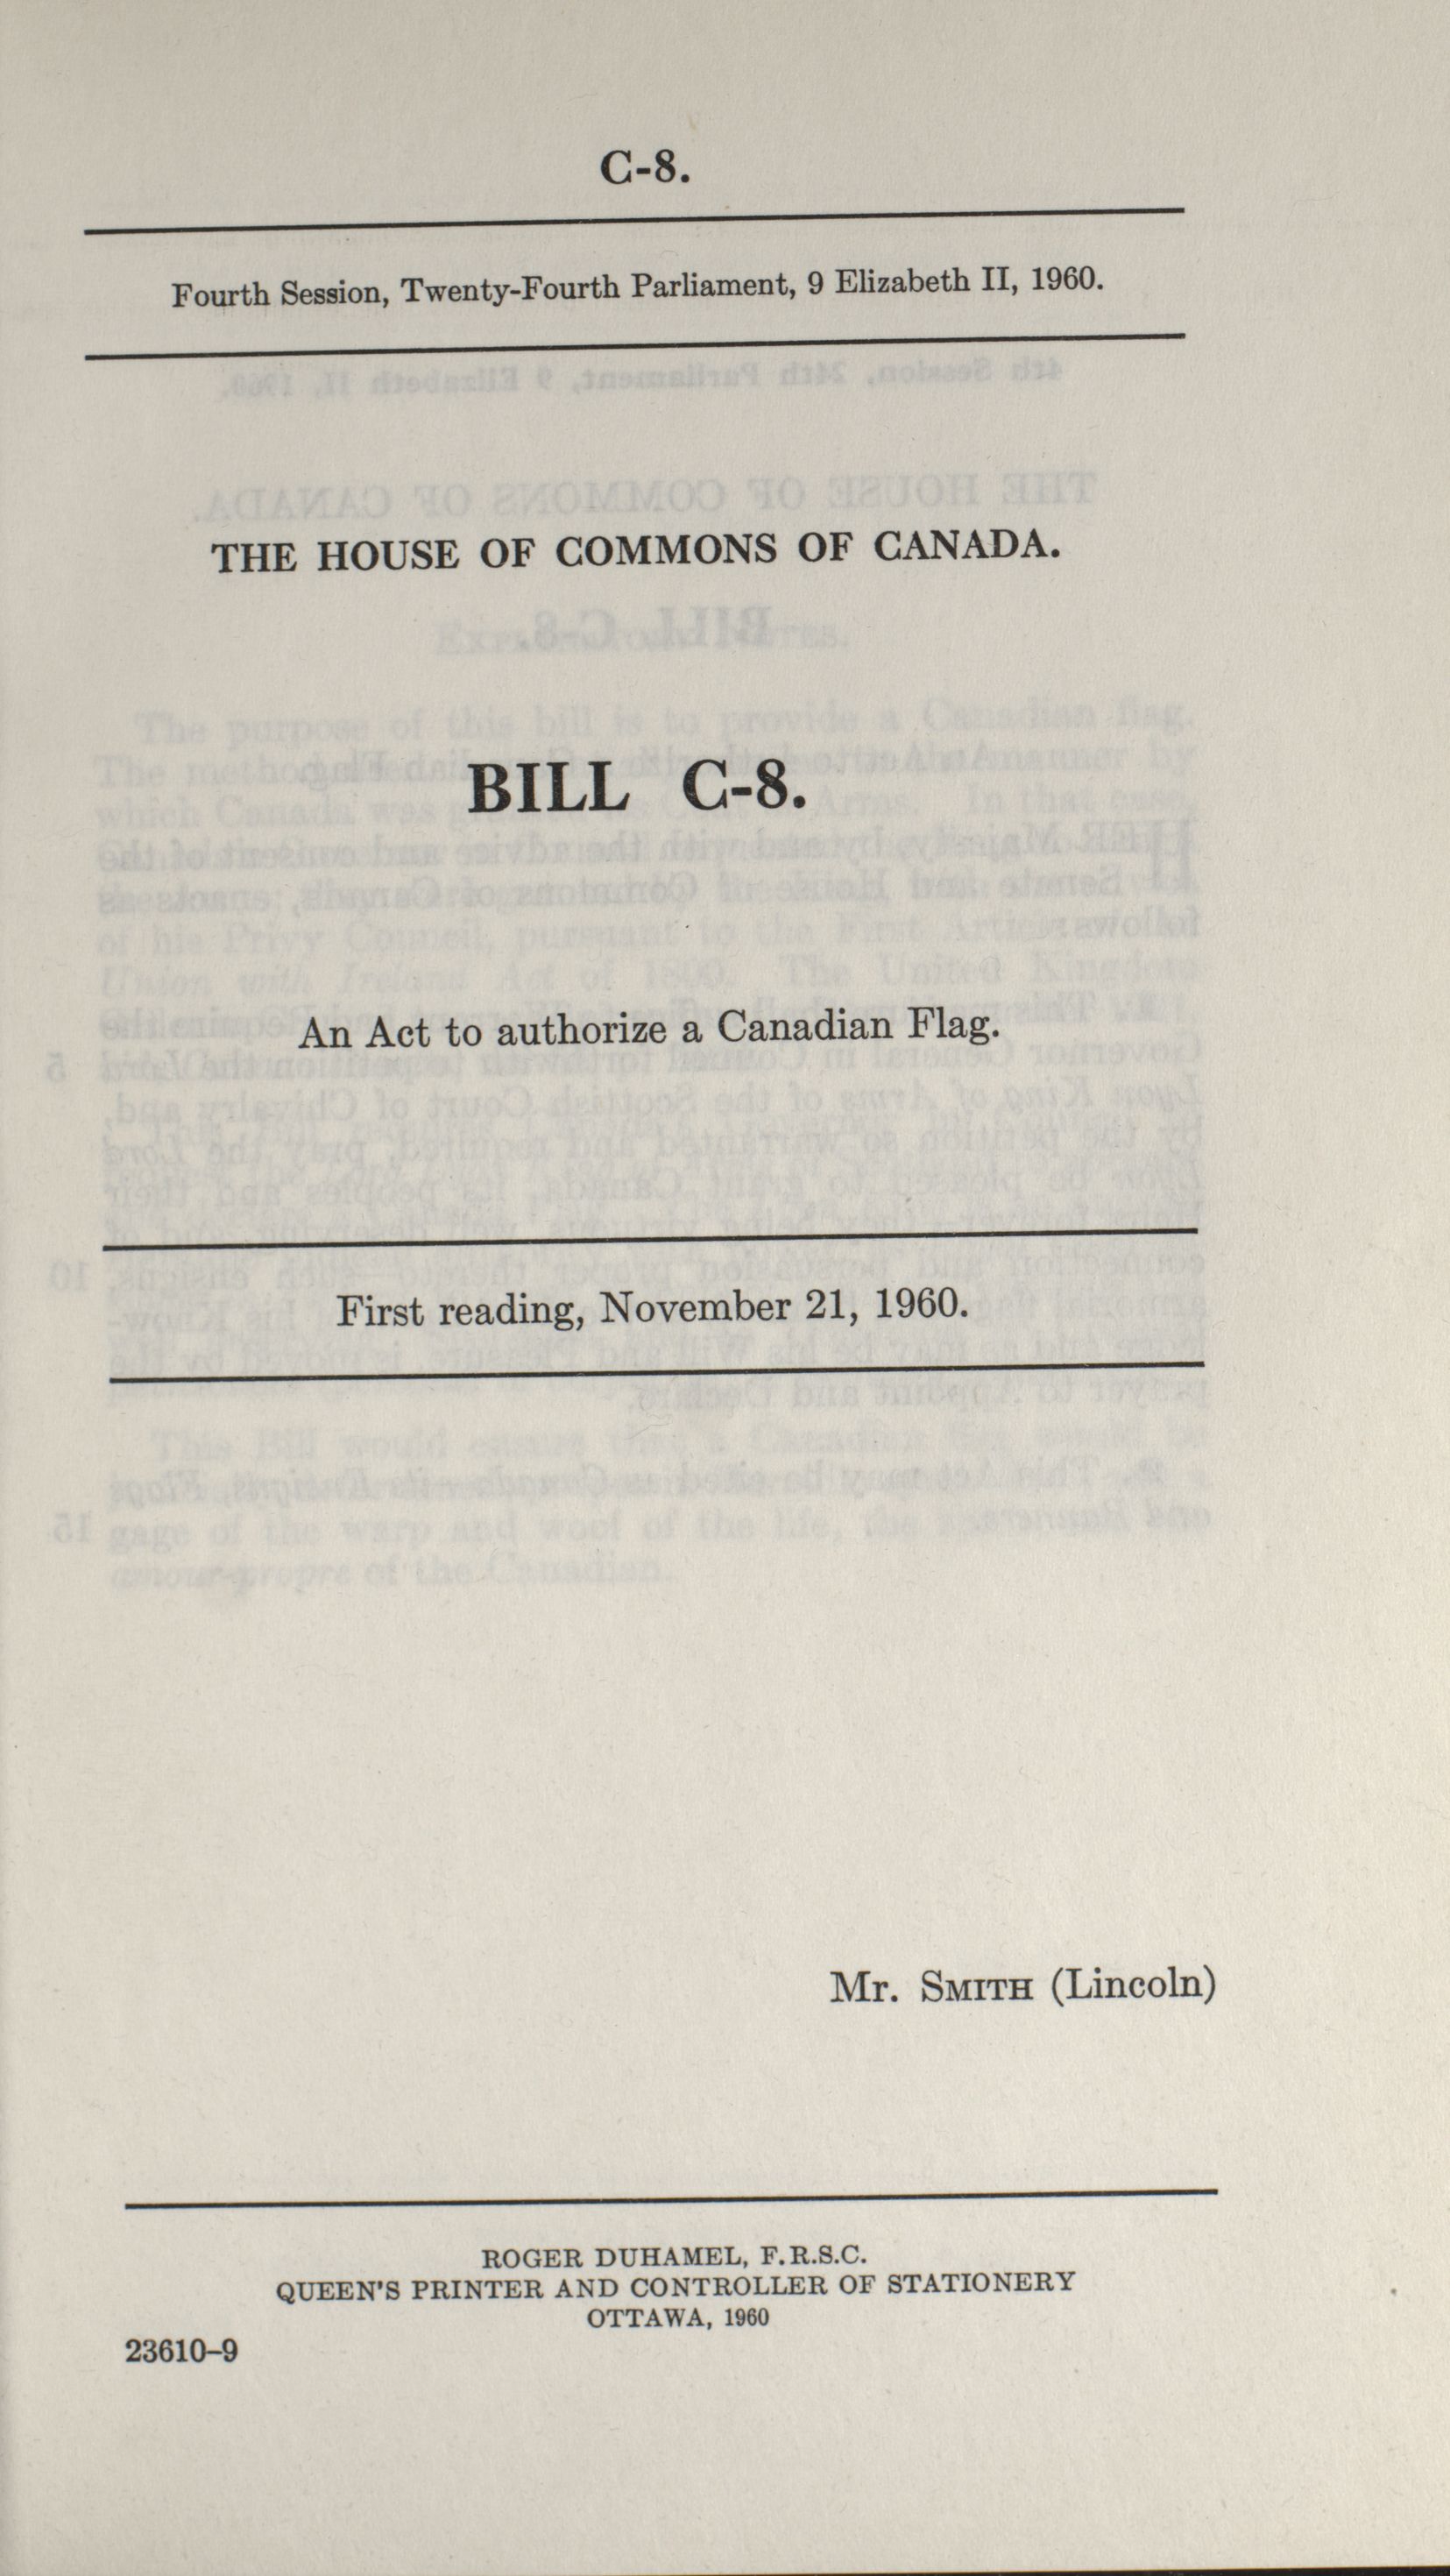 C-8.
Fourth Session, Twenty-Fourth Parliament, 9 Elizabeth II, 1960.
THE HOUSE OF COMMONS OF CANADA.
BILL C-8.
An Act to authorize a Canadian Flag.
First reading, November 21, 1960.
Mr. SMITH (Lincoln)
ROGER DUHAMEL, F.R.S.C.
QUEEN'S PRINTER AND CONTROLLER OF STATIONERY
OTTAWA, 1960
23610–9